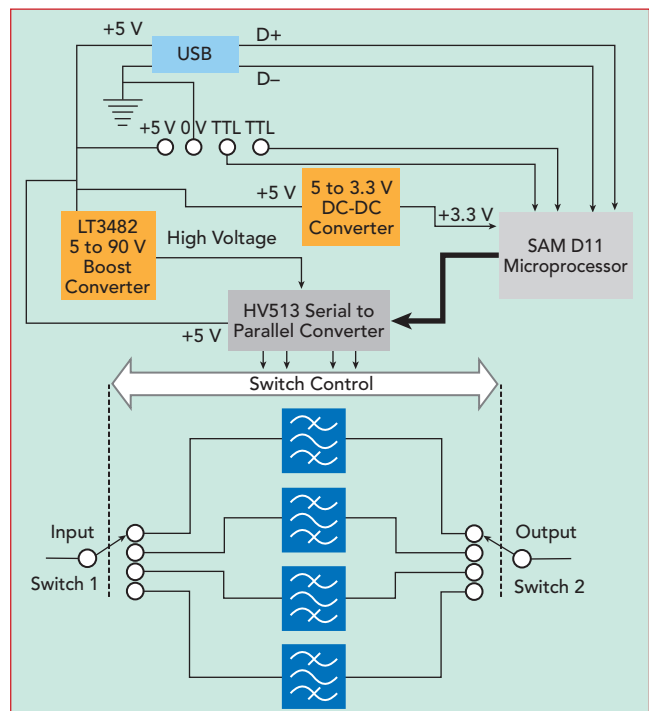 +5 V
USB
D+
D–
+5 V 0 V TTL TTL
+5 V
5 to 3.3 V
DC-DC
Converter
+3.3 V
LT3482
5 to 90 V
Boost
Converter
High Voltage
SAM D11
Microprocessor
HV513 Serial to
Parallel Converter
+5 V
Switch Control
Input
Switch 1
Output
Switch 2